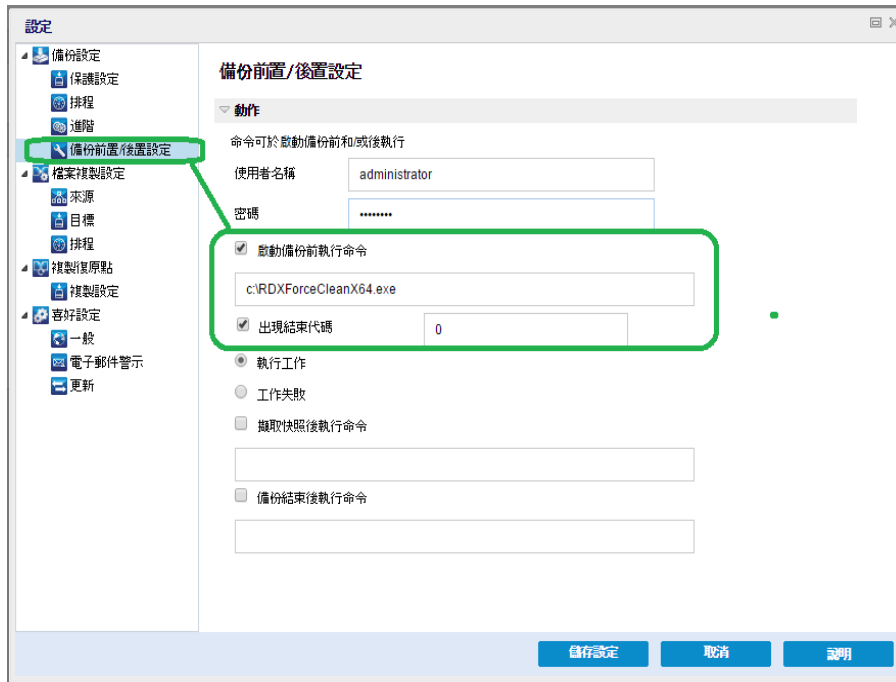 設定
備份設定
保護設定
排程
進階
備份前置/後置設定
檔案複製設定
來源
目標
排程
複製復原點
複製設定
喜好設定
一般
電子郵件警示
更新
備份前置/後置設定
動作
命令可於啟動備份前和/或後執行
使用者名稱 administrator
密碼 ••••••••
啟動備份前執行命令
c:\RDXForceCleanX64.exe
出現結束代碼 0
執行工作
工作失敗
擷取快照後執行命令
備份結束後執行命令
儲存設定 取消 說明